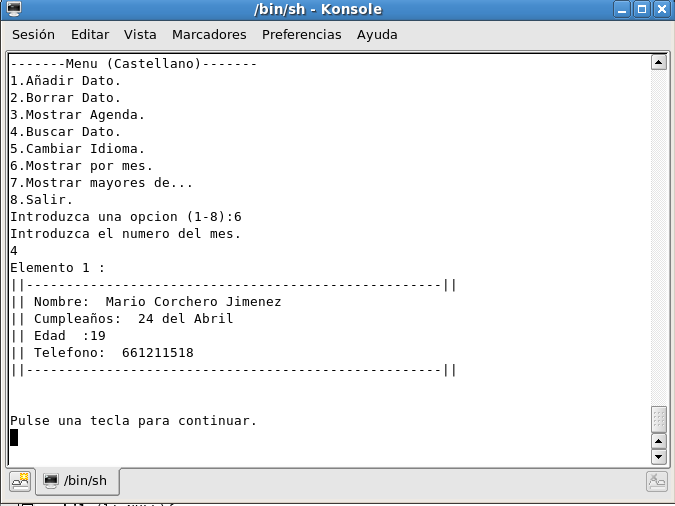 /bin/sh - Konsole
Sesión Editar Vista Marcadores Preferencias Ayuda
-------Menu (Castellano)-------
1.Añadir Dato.
2.Borrar Dato.
3.Mostrar Agenda.
4.Buscar Dato.
5.Cambiar Idioma.
6.Mostrar por mes.
7.Mostrar mayores de...
8.Salir.
Introduzca una opcion (1-8):6
Introduzca el numero del mes.
4
Elemento 1 :
||----------------------------------------------------||
|| Nombre:  Mario Corchero Jimenez
|| Cumpleaños:  24 del Abril
|| Edad  :19
|| Telefono:  661211518
||----------------------------------------------------||
Pulse una tecla para continuar.
/bin/sh